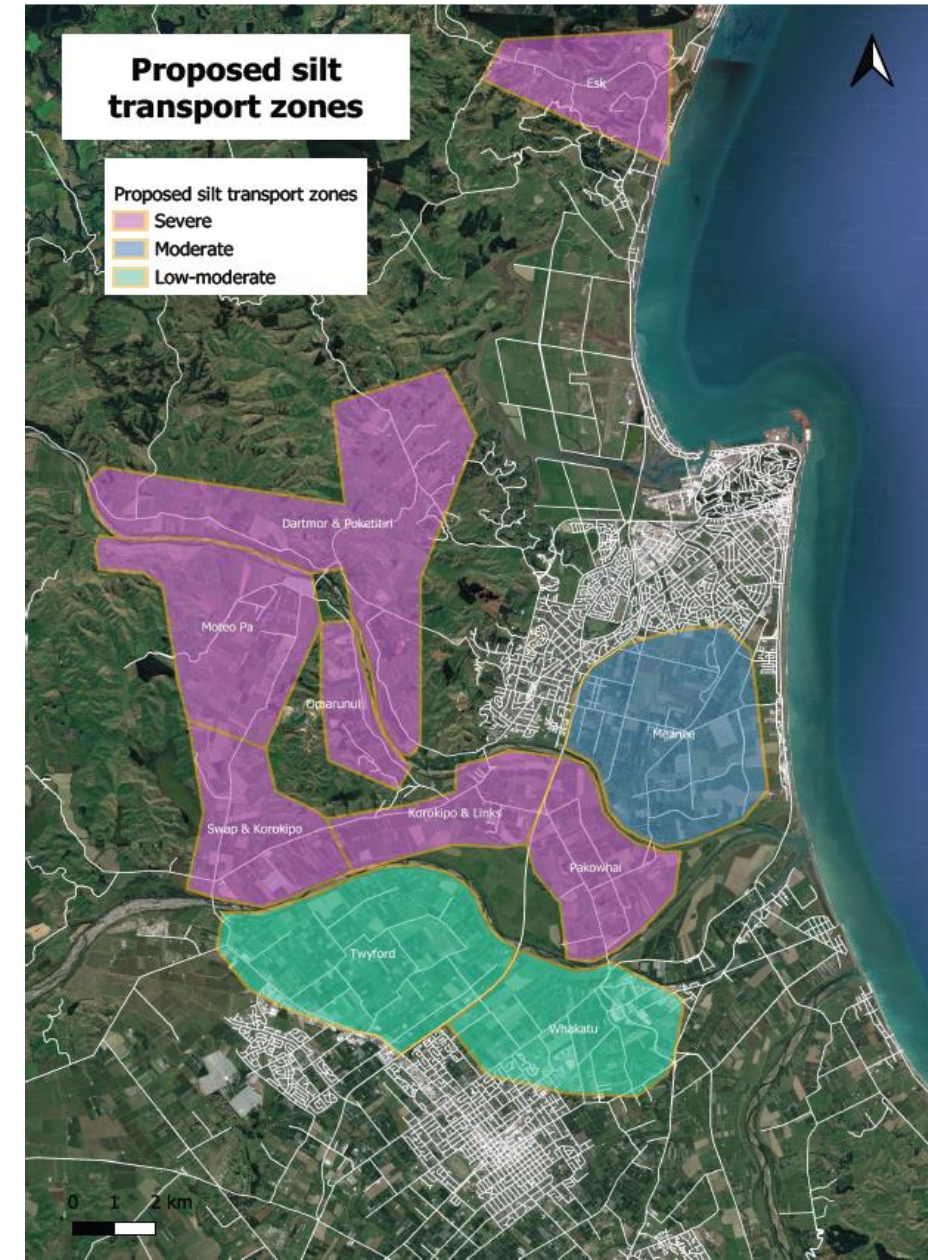 Proposed silt
transport zones
Proposed silt transport zones
Severe
Moderate
Low-moderate
Esk
Dartmor & Poketitiri
Moteo Pa
Omarunui
Meanee
Korokipo & Links
Swap & Korokipo
Pakowhai
Twyford
Whakatu
0 1 2 km